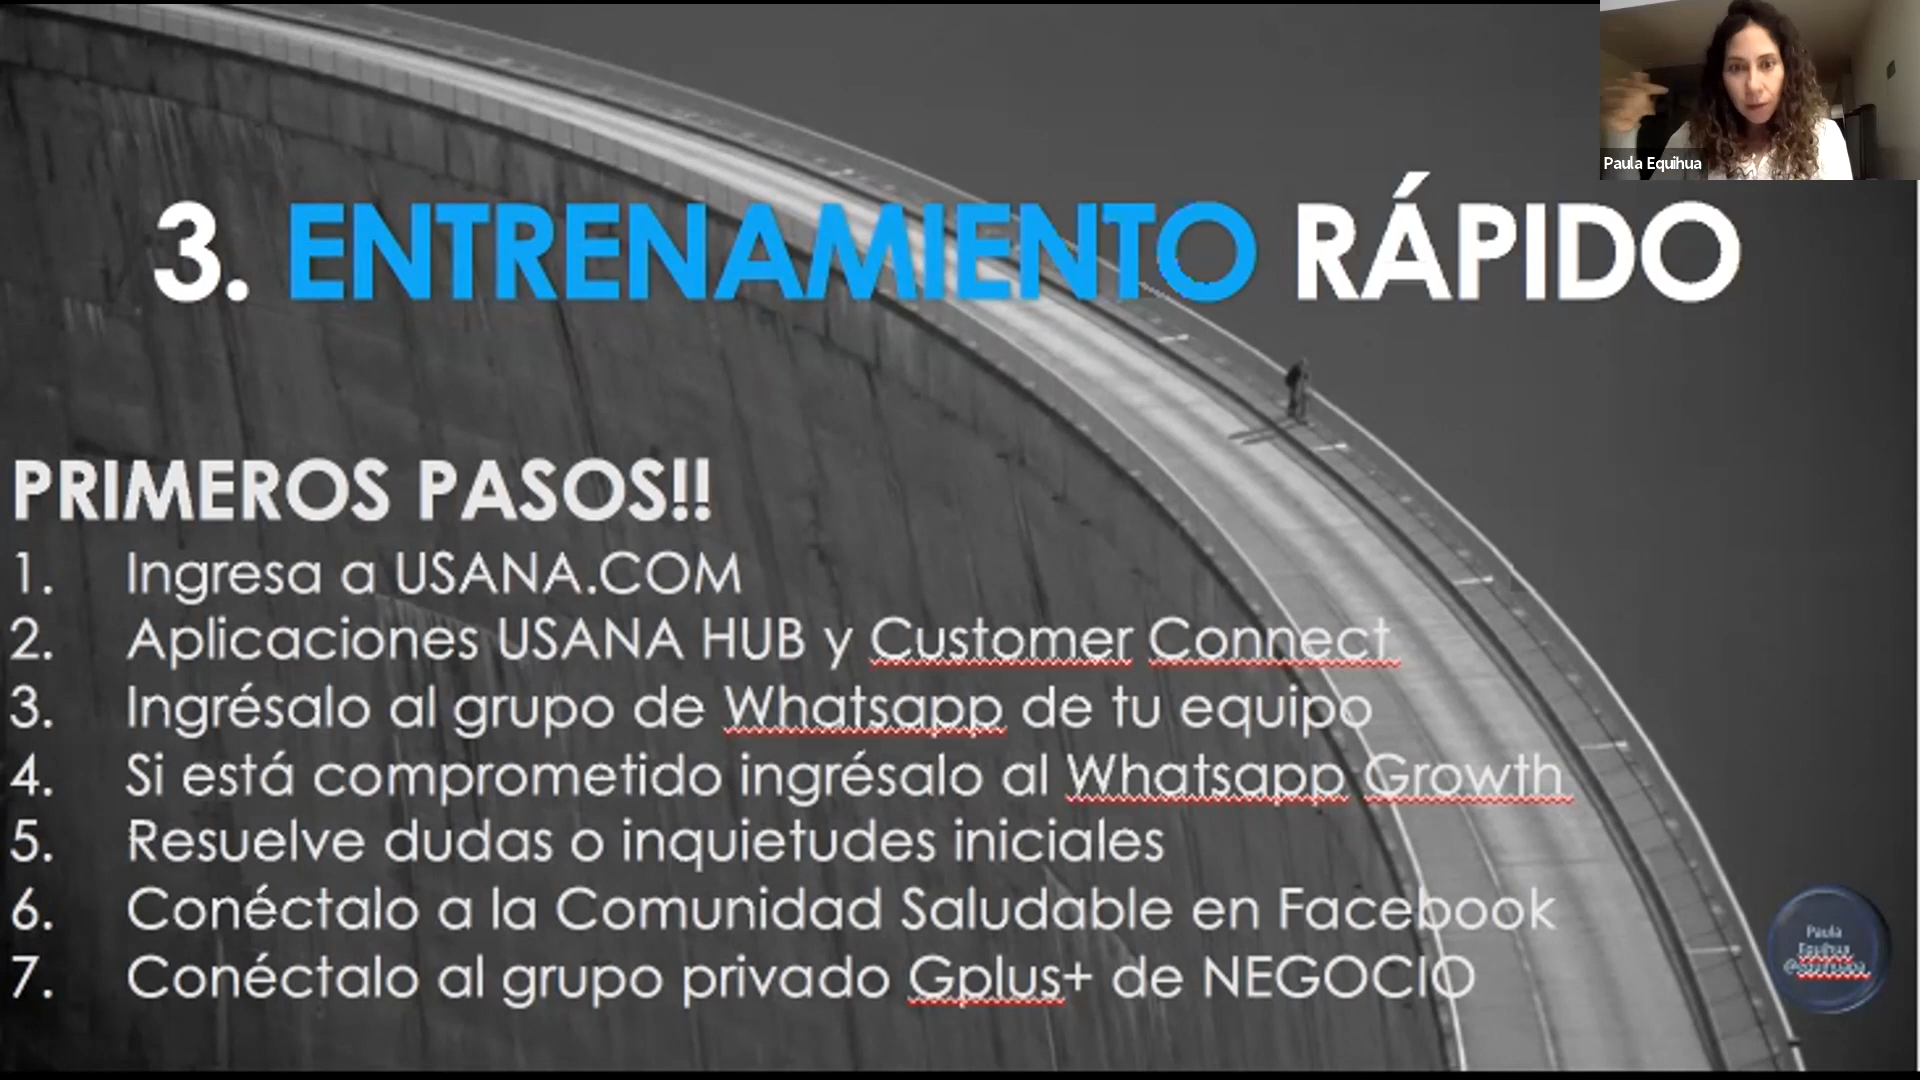 Paula Equihua
3. ENTRENAMIENTO RÁPIDO
PRIMEROS PASOS!!
1. Ingresa a USANA.COM
2. Aplicaciones USANA HUB y Customer Connect
3. Ingrésalo al grupo de Whatsapp de tu equipo
4. Si está comprometido ingrésalo al Whatsapp Growth
5. Resuelve dudas o inquietudes iniciales
6. Conéctalo a la Comunidad Saludable en Facebook
7. Conéctalo al grupo privado Gplus+ de NEGOCIO
Paula
Equihua